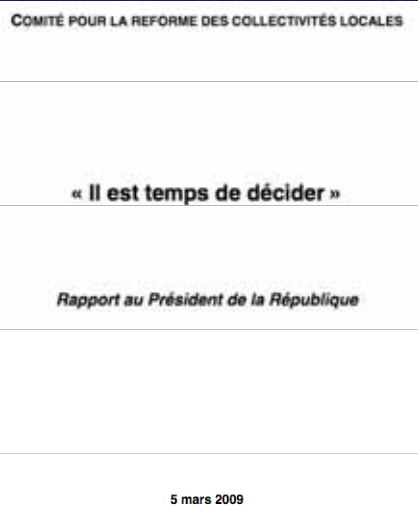 COMITÉ POUR LA REFORME DES COLLECTIVITÉS LOCALES
« Il est temps de décider »
Rapport au Président de la République
5 mars 2009